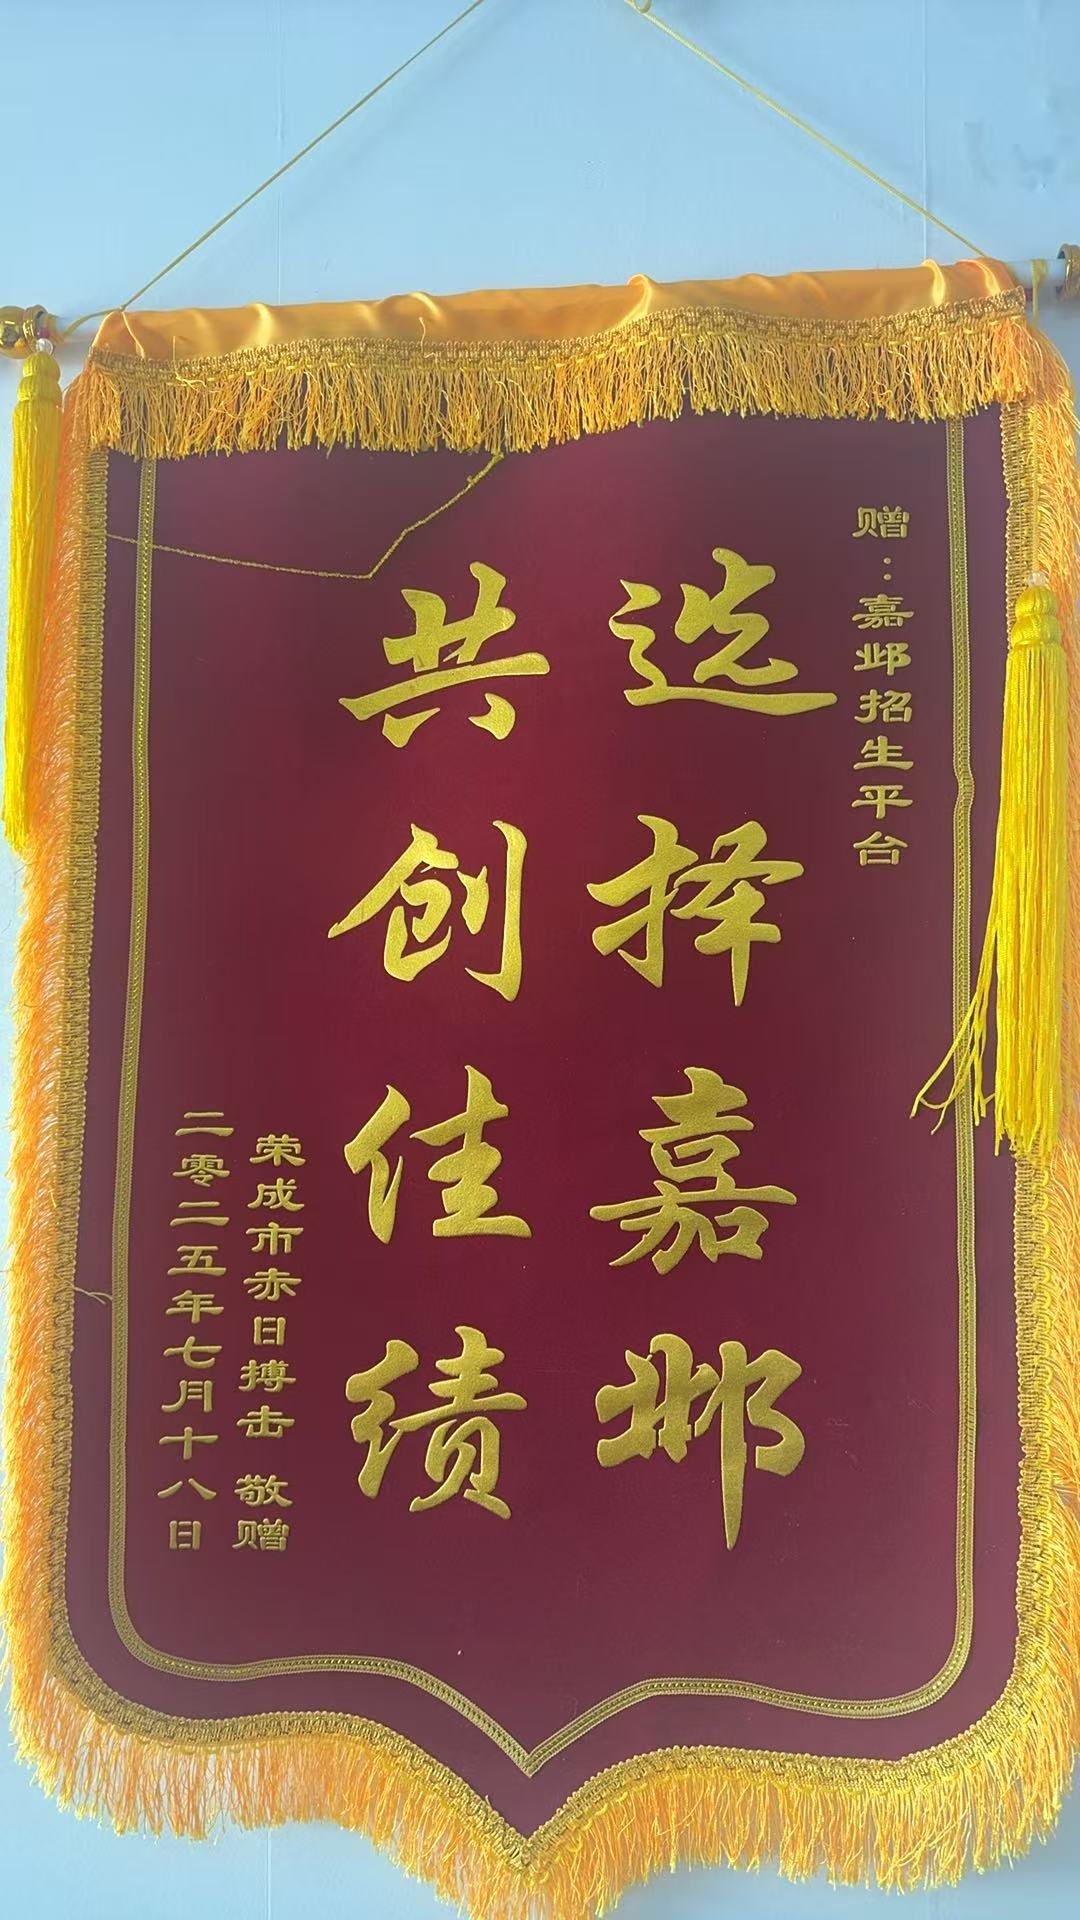 赠：嘉邺招生平台
选择嘉邺
共创佳绩
荣成市赤日搏击 敬赠
二零二五年七月十八日